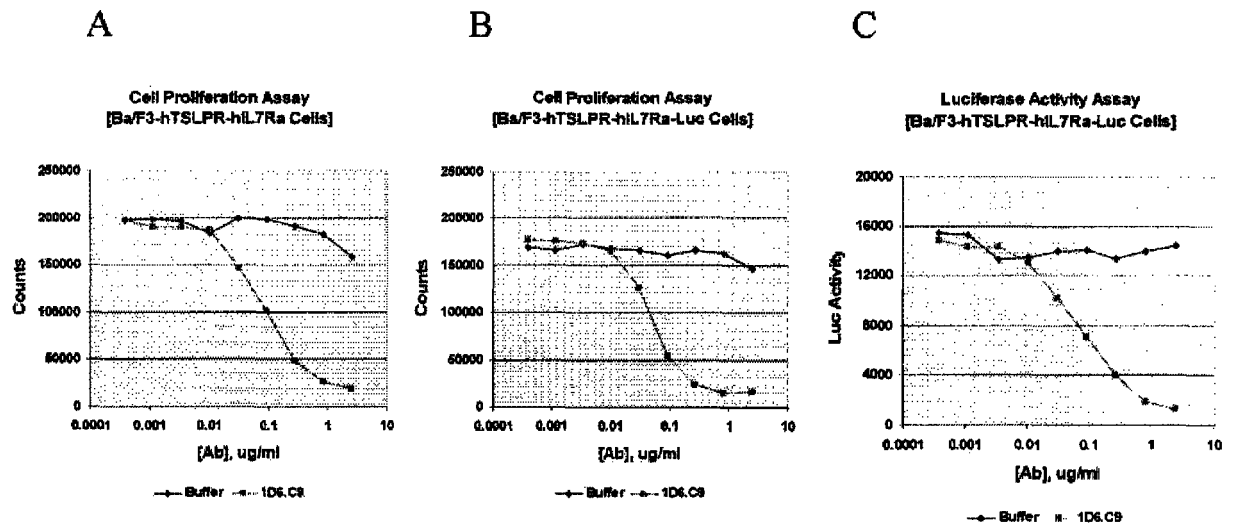 A
B
C
Cell Proliferation Assay
[Ba/F3-hTSLPR-hIL7Ra Cells]
250000
200000
150000
100000
50000
0
Counts
0.0001
0.001
0.01
0.1
1
10
[Ab], ug/ml
Buffer 1D6.C9
Cell Proliferation Assay
[Ba/F3-hTSLPR-hIL7Ra-Luc Cells]
250000
200000
150000
100000
50000
0
Counts
0.0001
0.001
0.01
0.1
1
10
[Ab], ug/ml
Buffer 1D6.C9
Luciferase Activity Assay
[Ba/F3-hTSLPR-hIL7Ra-Luc Cells]
20000
16000
12000
8000
4000
0
Luc Activity
0.0001
0.001
0.01
0.1
1
10
[Ab], ug/ml
Buffer 1D6.C9